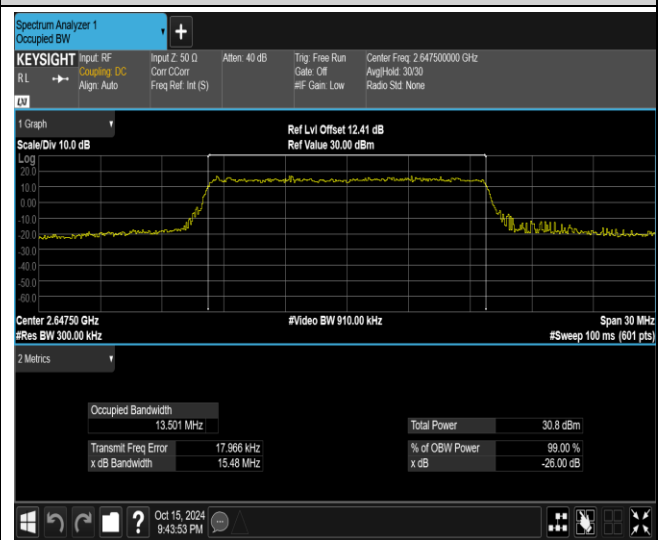 Spectrum Analyzer 1
Occupied BW
+
KEYSIGHT Input: RF Input Z: 50 Ω Atten: 40 dB Trig: Free Run Center Freq: 2.647500000 GHz
RL Coupling: DC Corr CCorr Gate: Off Avg|Hold: 30/30
Align: Auto Freq Ref: Int (S) #IF Gain: Low Radio Std: None
LXI
1 Graph Ref Lvl Offset 12.41 dB
Scale/Div 10.0 dB Ref Value 30.00 dBm
Log
20.0
10.0
0.00
-10.0
-20.0
-30.0
-40.0
-50.0
-60.0
Center 2.64750 GHz #Video BW 910.00 kHz Span 30 MHz
#Res BW 300.00 kHz #Sweep 100 ms (601 pts)
2 Metrics
Occupied Bandwidth
13.501 MHz Total Power 30.8 dBm
Transmit Freq Error 17.966 kHz % of OBW Power 99.00 %
x dB Bandwidth 15.48 MHz x dB -26.00 dB
? Oct 15, 2024
9:43:53 PM